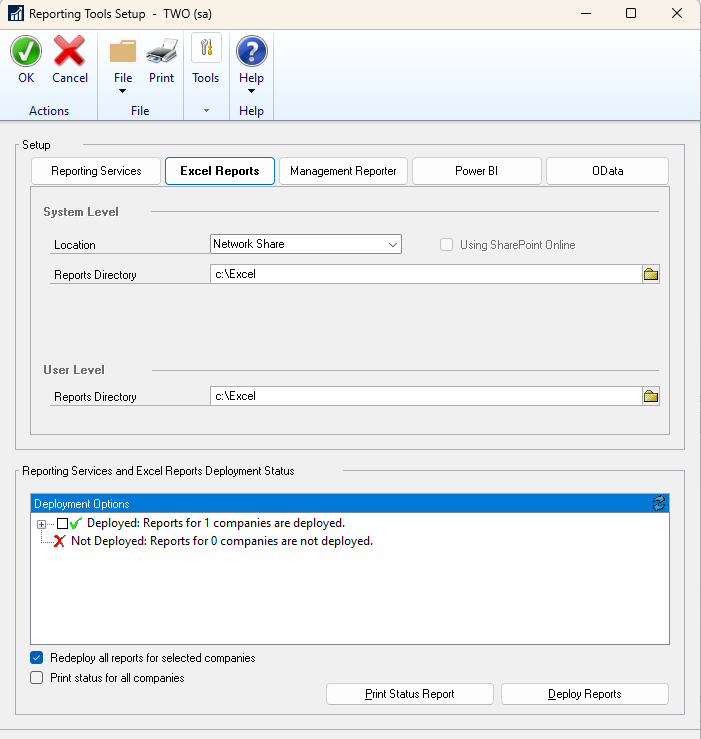 Reporting Tools Setup - TWO (sa)
OK Cancel File Print Tools Help
Actions File Help
Setup
Reporting Services Excel Reports Management Reporter Power BI OData
System Level
Location Network Share Using SharePoint Online
Reports Directory c:\Excel
User Level
Reports Directory c:\Excel
Reporting Services and Excel Reports Deployment Status
Deployment Options
Deployed: Reports for 1 companies are deployed.
Not Deployed: Reports for 0 companies are not deployed.
Redeploy all reports for selected companies
Print status for all companies
Print Status Report Deploy Reports